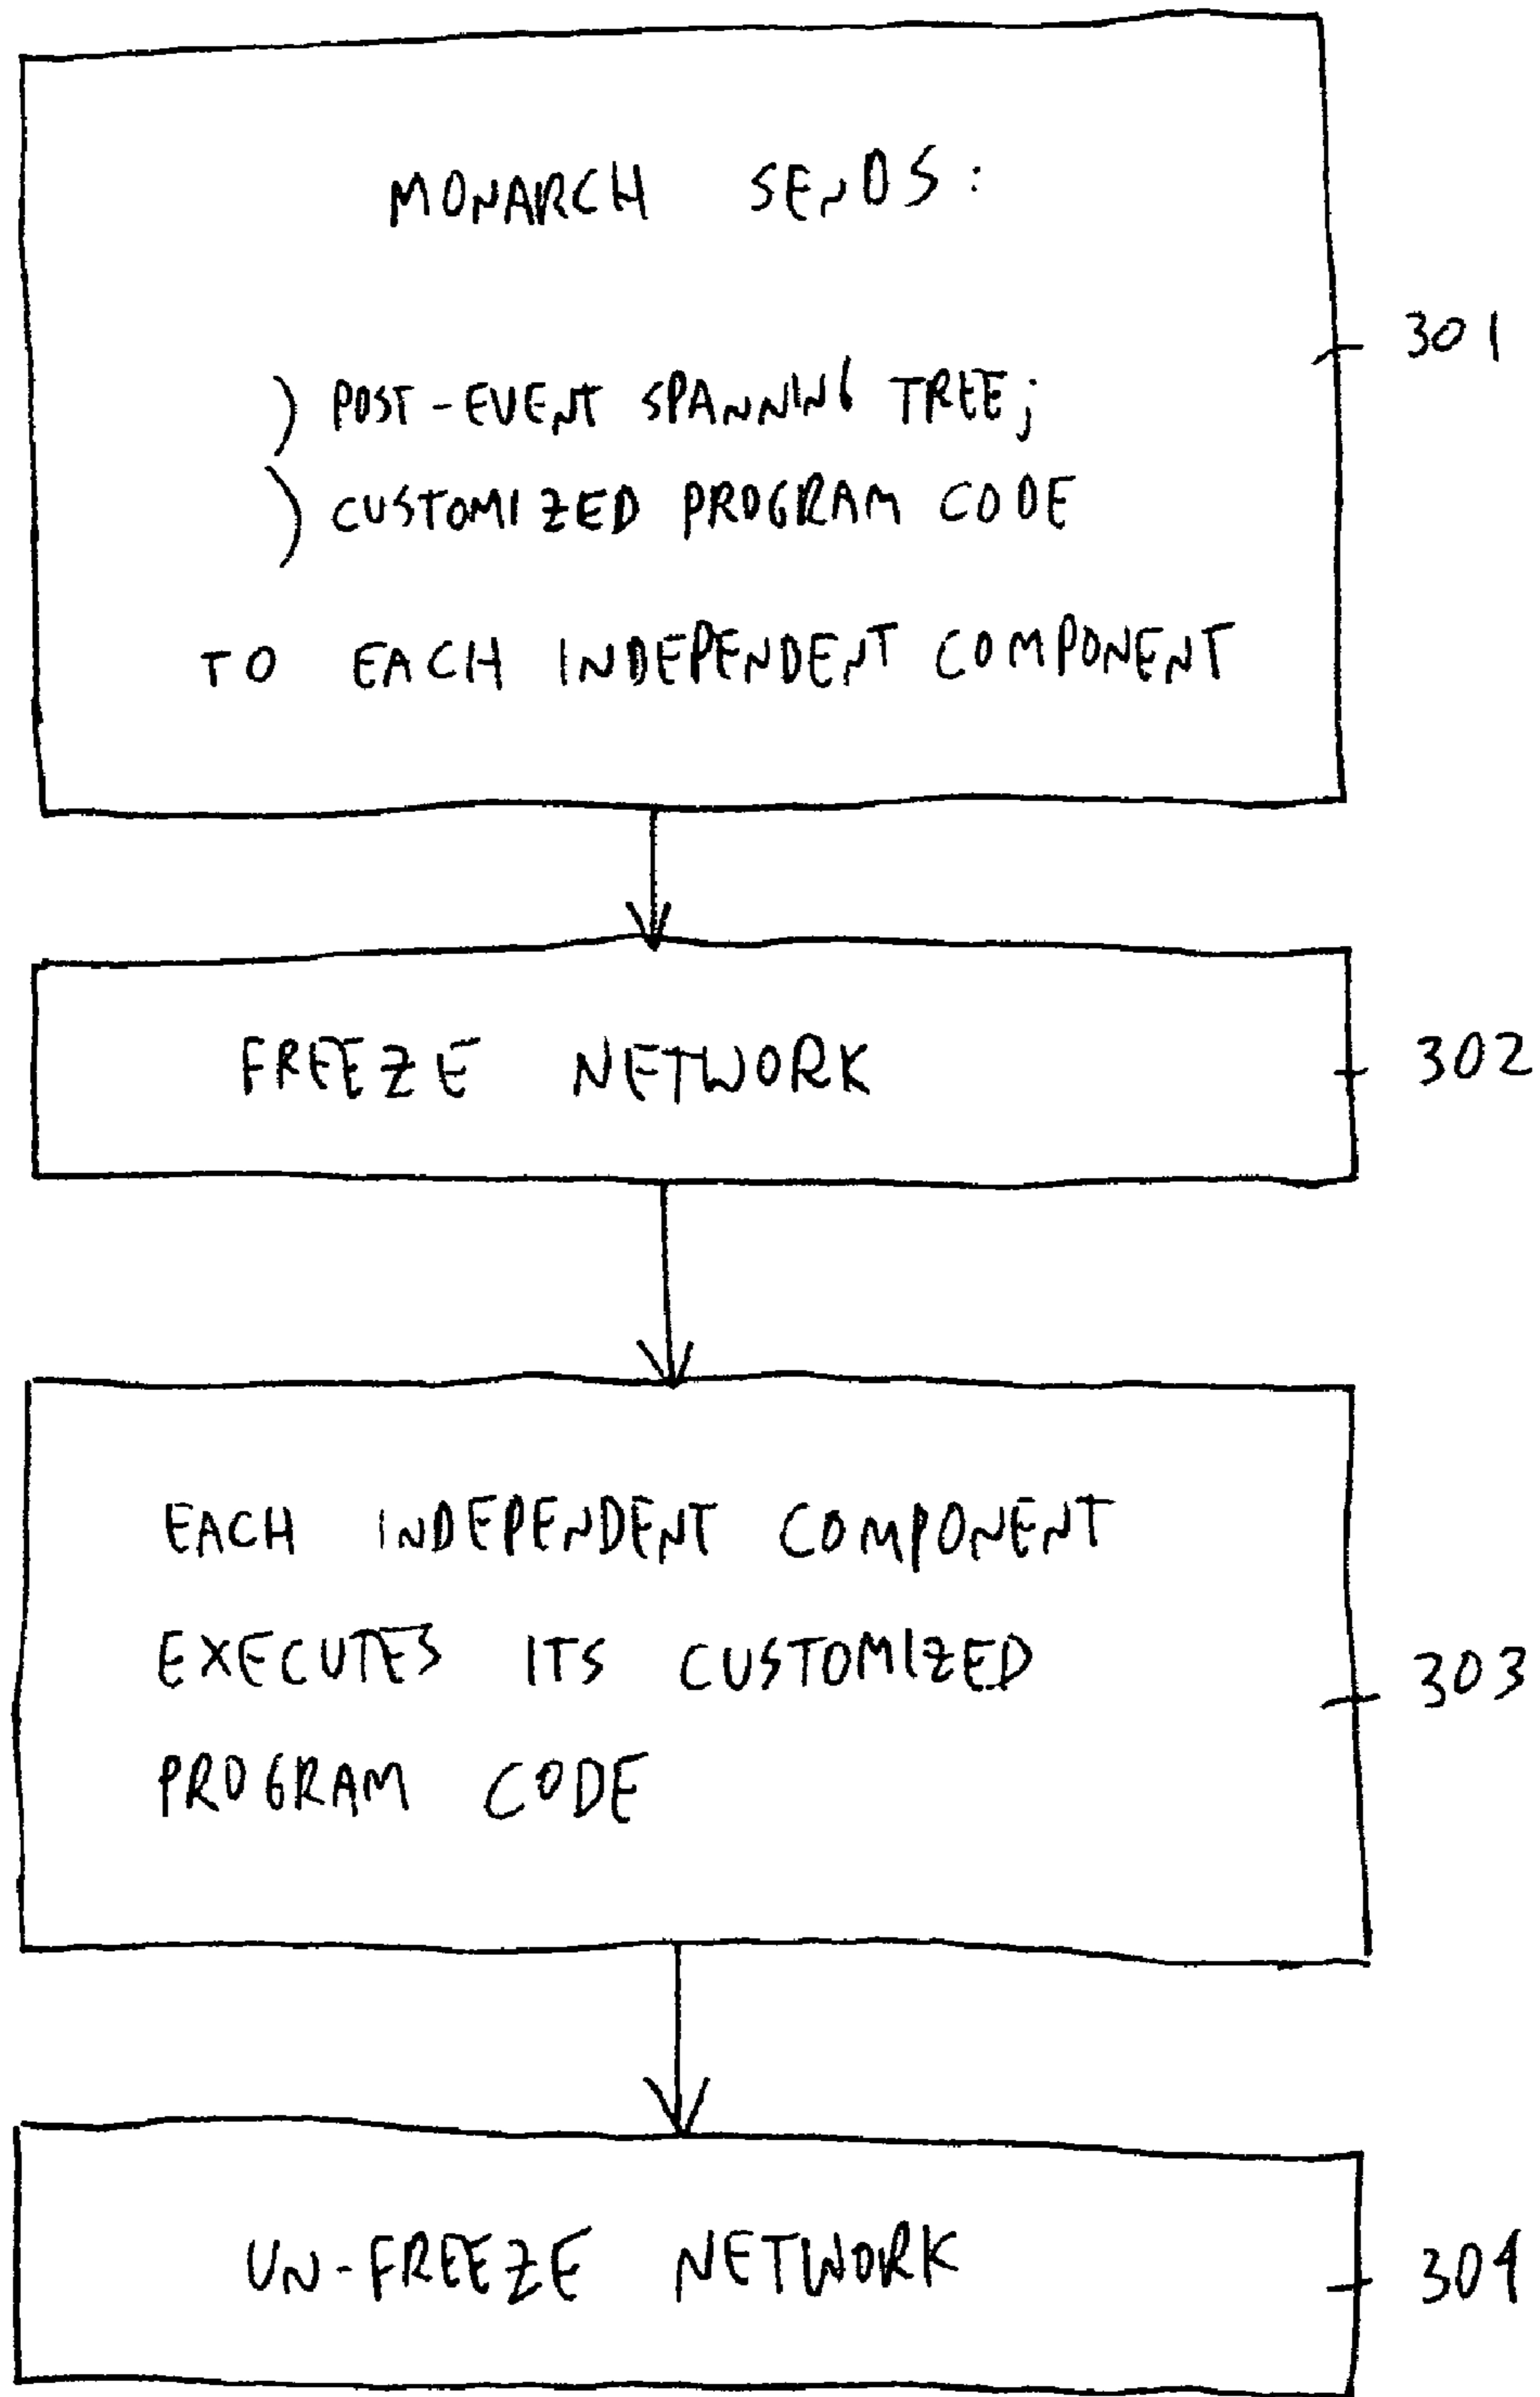 MONARCH SENDS:
301
) POST-EVENT SPANNING TREE;
) CUSTOMIZED PROGRAM CODE
TO EACH INDEPENDENT COMPONENT
FREEZE NETWORK
302
EACH INDEPENDENT COMPONENT
EXECUTES ITS CUSTOMIZED
303
PROGRAM CODE
UN-FREEZE NETWORK
304